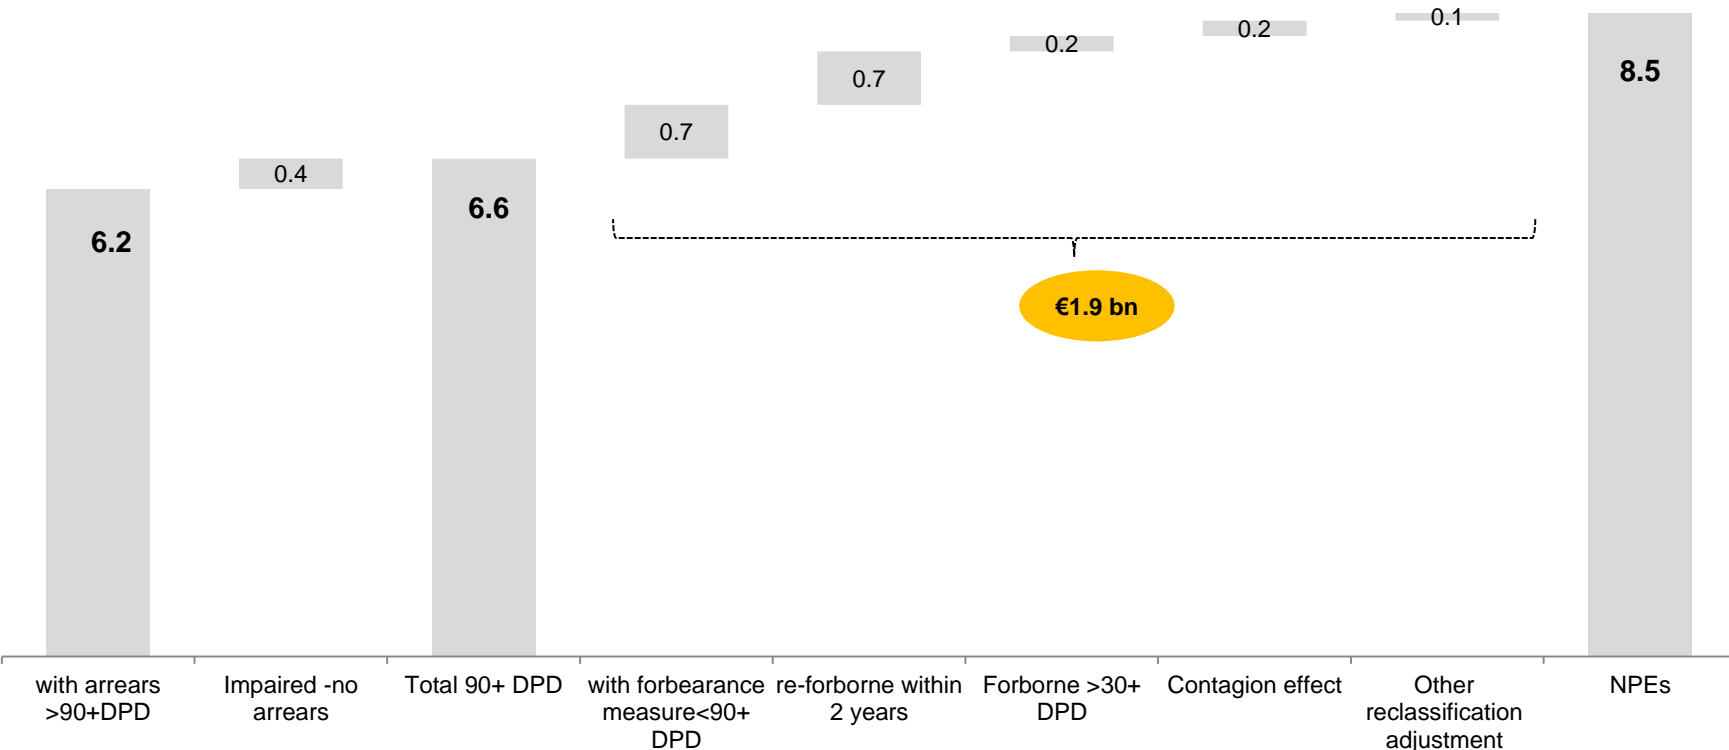 0.1
0.2
0.2
0.7
0.7
0.4
8.5
6.6
6.2
€1.9 bn
with arrears
>90+DPD
Impaired -no
arrears
Total 90+ DPD
with forbearance
measure<90+
DPD
re-forborne within
2 years
Forborne >30+
DPD
Contagion effect
Other
reclassification
adjustment
NPEs